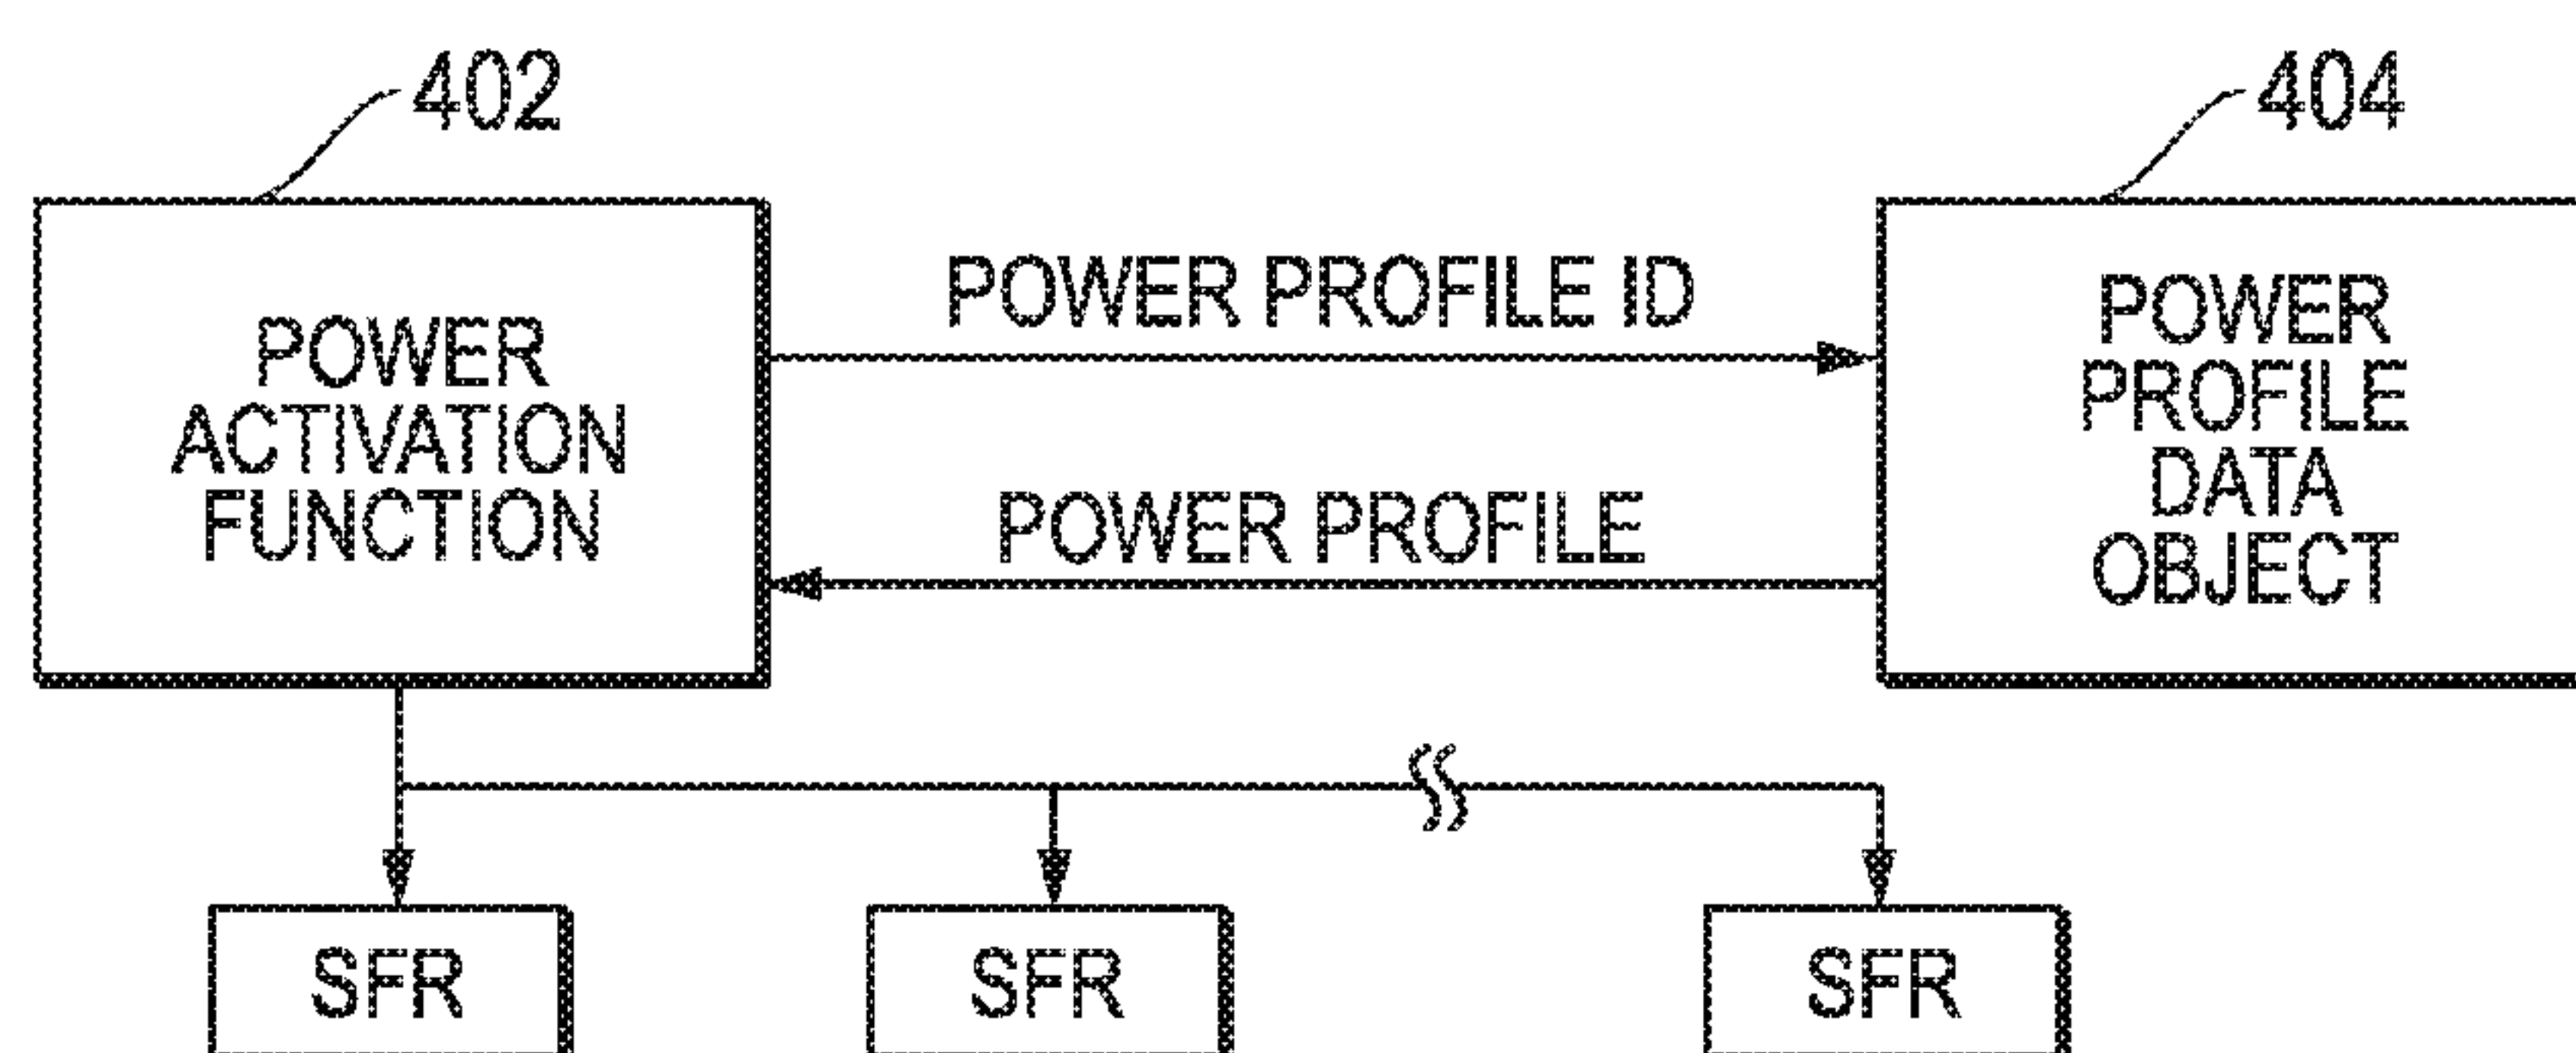 402
404
POWER
ACTIVATION
FUNCTION
POWER PROFILE ID
POWER PROFILE
POWER
PROFILE
DATA
OBJECT
SFR
SFR
SFR